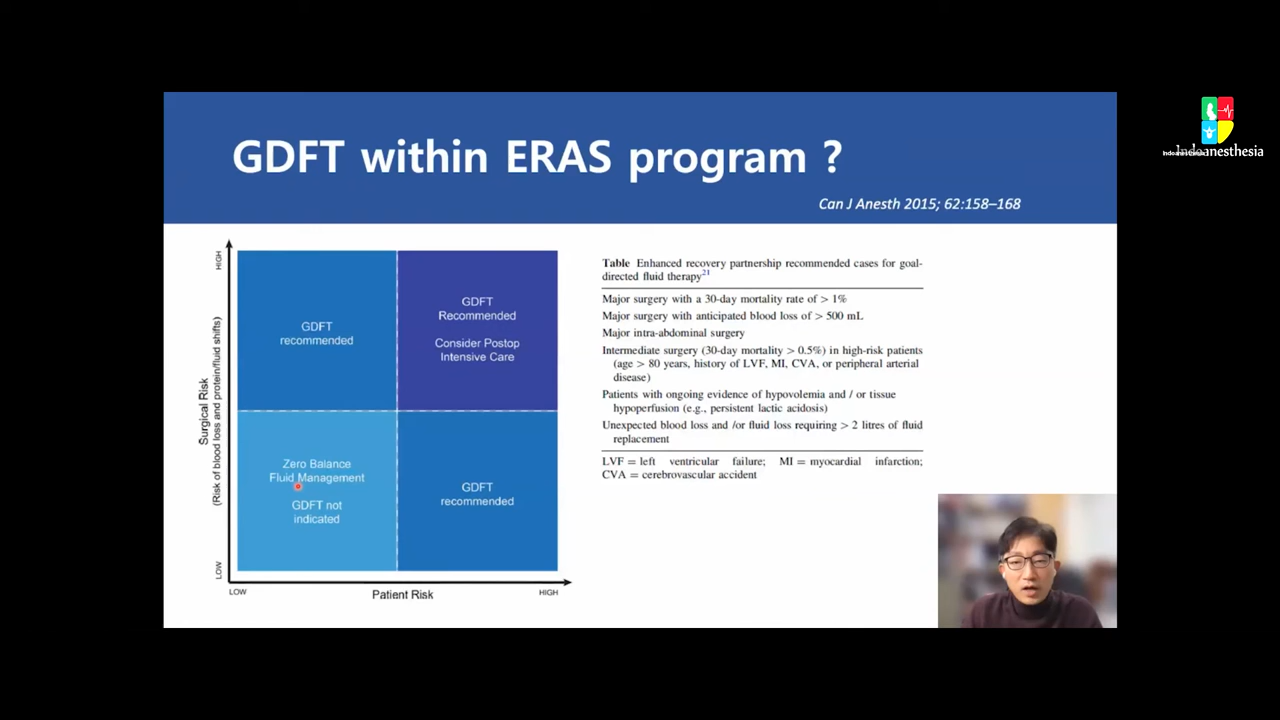 GDFT within ERAS program ?
Can J Anesth 2015; 62:158–168
Indoanesthesia
HIGH
Surgical Risk
(Risk of blood loss and protein/fluid shifts)
LOW
GDFT
recommended
GDFT
Recommended
Consider Postop
Intensive Care
Zero Balance
Fluid Management
GDFT not
indicated
GDFT
recommended
LOW
Patient Risk
HIGH
Table Enhanced recovery partnership recommended cases for goal-
directed fluid therapy21
Major surgery with a 30-day mortality rate of > 1%
Major surgery with anticipated blood loss of > 500 mL
Major intra-abdominal surgery
Intermediate surgery (30-day mortality > 0.5%) in high-risk patients
(age > 80 years, history of LVF, MI, CVA, or peripheral arterial
disease)
Patients with ongoing evidence of hypovolemia and / or tissue
hypoperfusion (e.g., persistent lactic acidosis)
Unexpected blood loss and /or fluid loss requiring > 2 litres of fluid
replacement
LVF = left ventricular failure; MI = myocardial infarction;
CVA = cerebrovascular accident